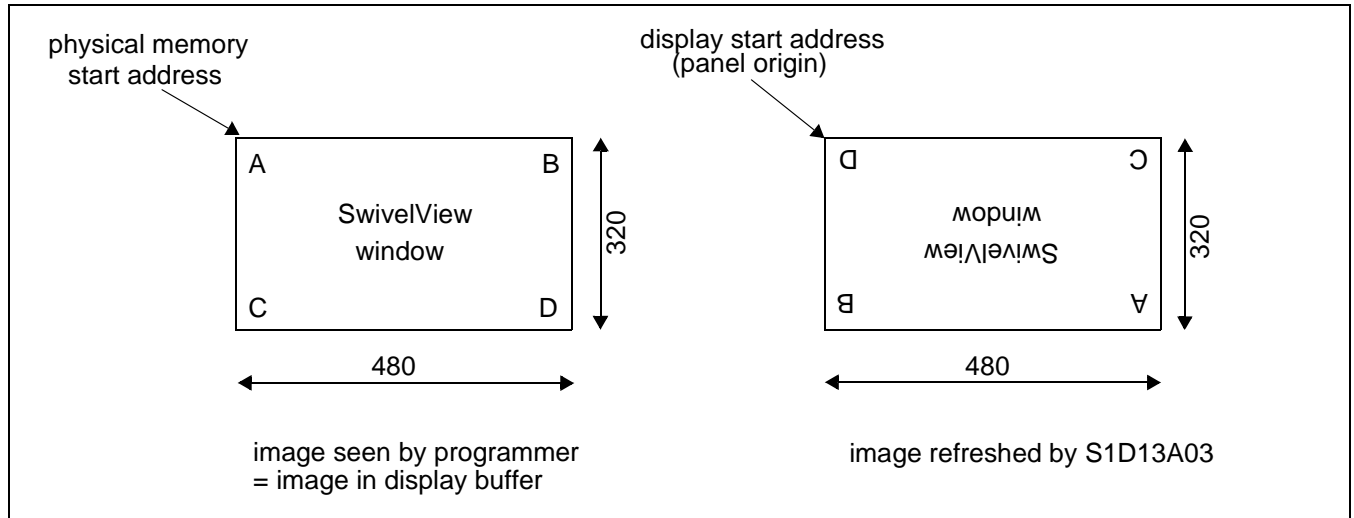 physical memory
start address
A
B
SwivelView
window
C
D
320
480
image seen by programmer
= image in display buffer
display start address
(panel origin)
D
C
window
SwivelView
B
A
320
480
image refreshed by S1D13A03